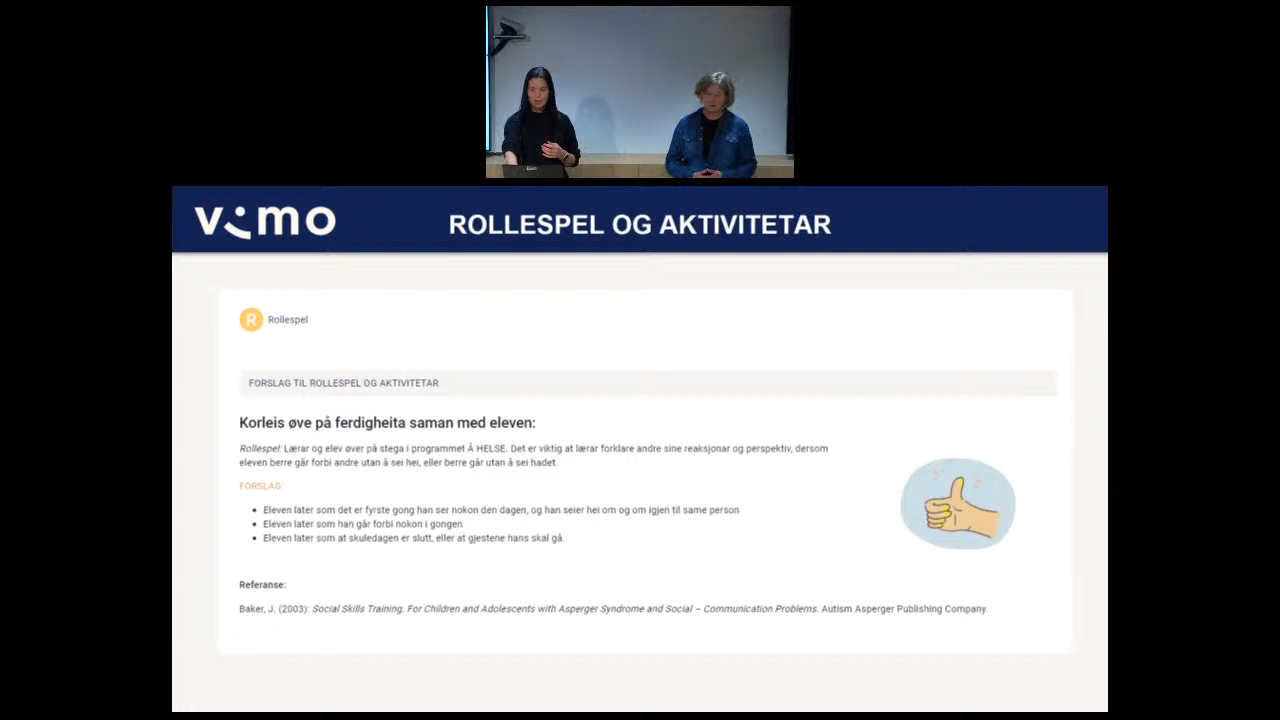 vimo
ROLLESPEL OG AKTIVITETAR
R Rollespel
FORSLAG TIL ROLLESPEL OG AKTIVITETAR
Korleis øve på ferdigheita saman med eleven:
Rollespel: Lærar og elev øver på stega i programmet Å HELSE. Det er viktig at lærar forklare andre sine reaksjonar og perspektiv, dersom
eleven berre går forbi andre utan å sei hei, eller berre går utan å sei hadet.
FORSLAG
• Eleven later som det er fyrste gong han ser nokon den dagen, og han seier hei om og om igjen til same person
• Eleven later som han går forbi nokon i gongen
• Eleven later som at skuledagen er slutt, eller at gjestene hans skal gå.
Referanse:
Baker, J. (2003): Social Skills Training. For Children and Adolescents with Asperger Syndrome and Social – Communication Problems. Autism Asperger Publishing Company.